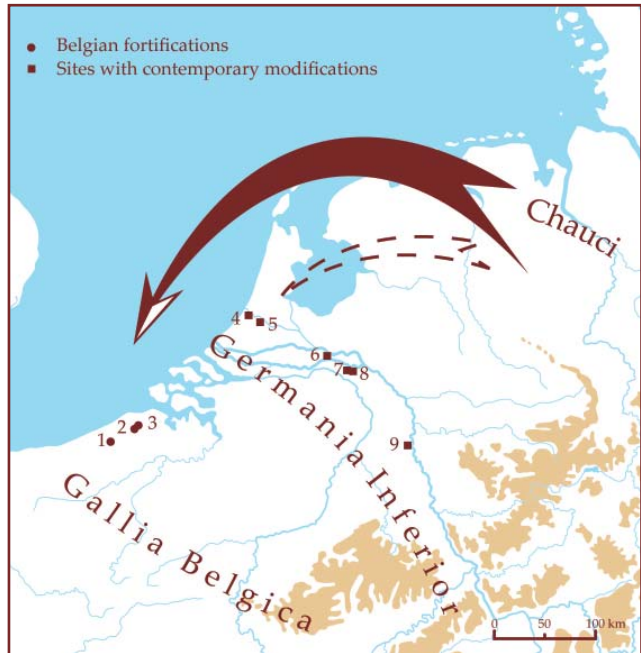 Belgian fortifications
Sites with contemporary modifications
Chauci
4
5
6
7
8
3
2
1
9
Germania Inferior
Gallia Belgica
0 50 100 km